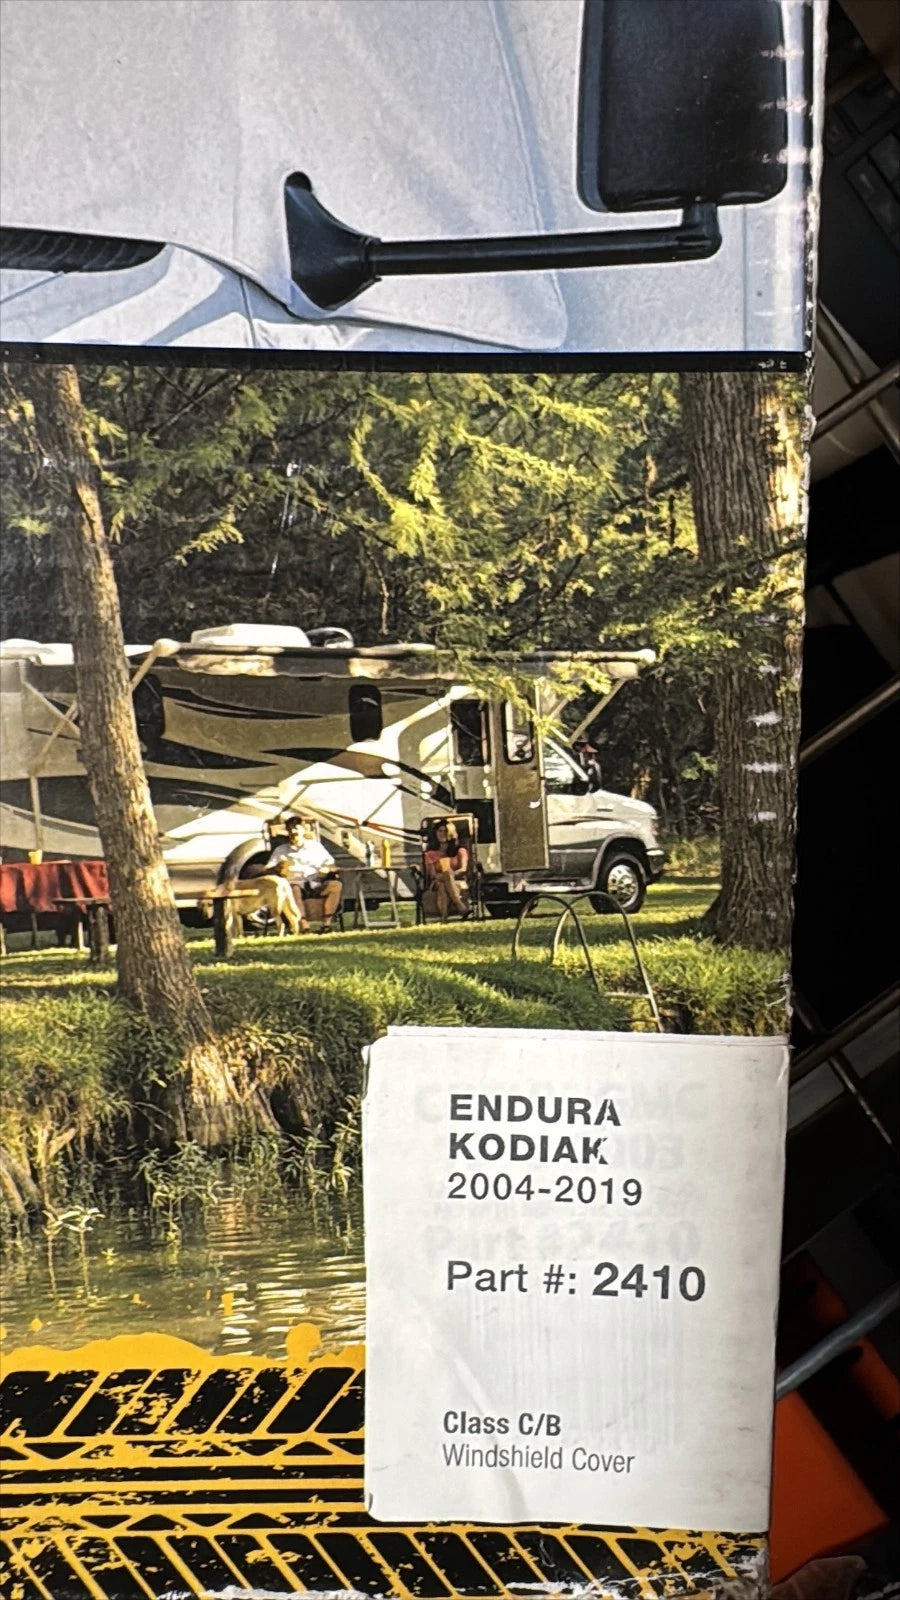 ENDURA
KODIAK
2004-2019
Part #: 2410
Class C/B
Windshield Cover